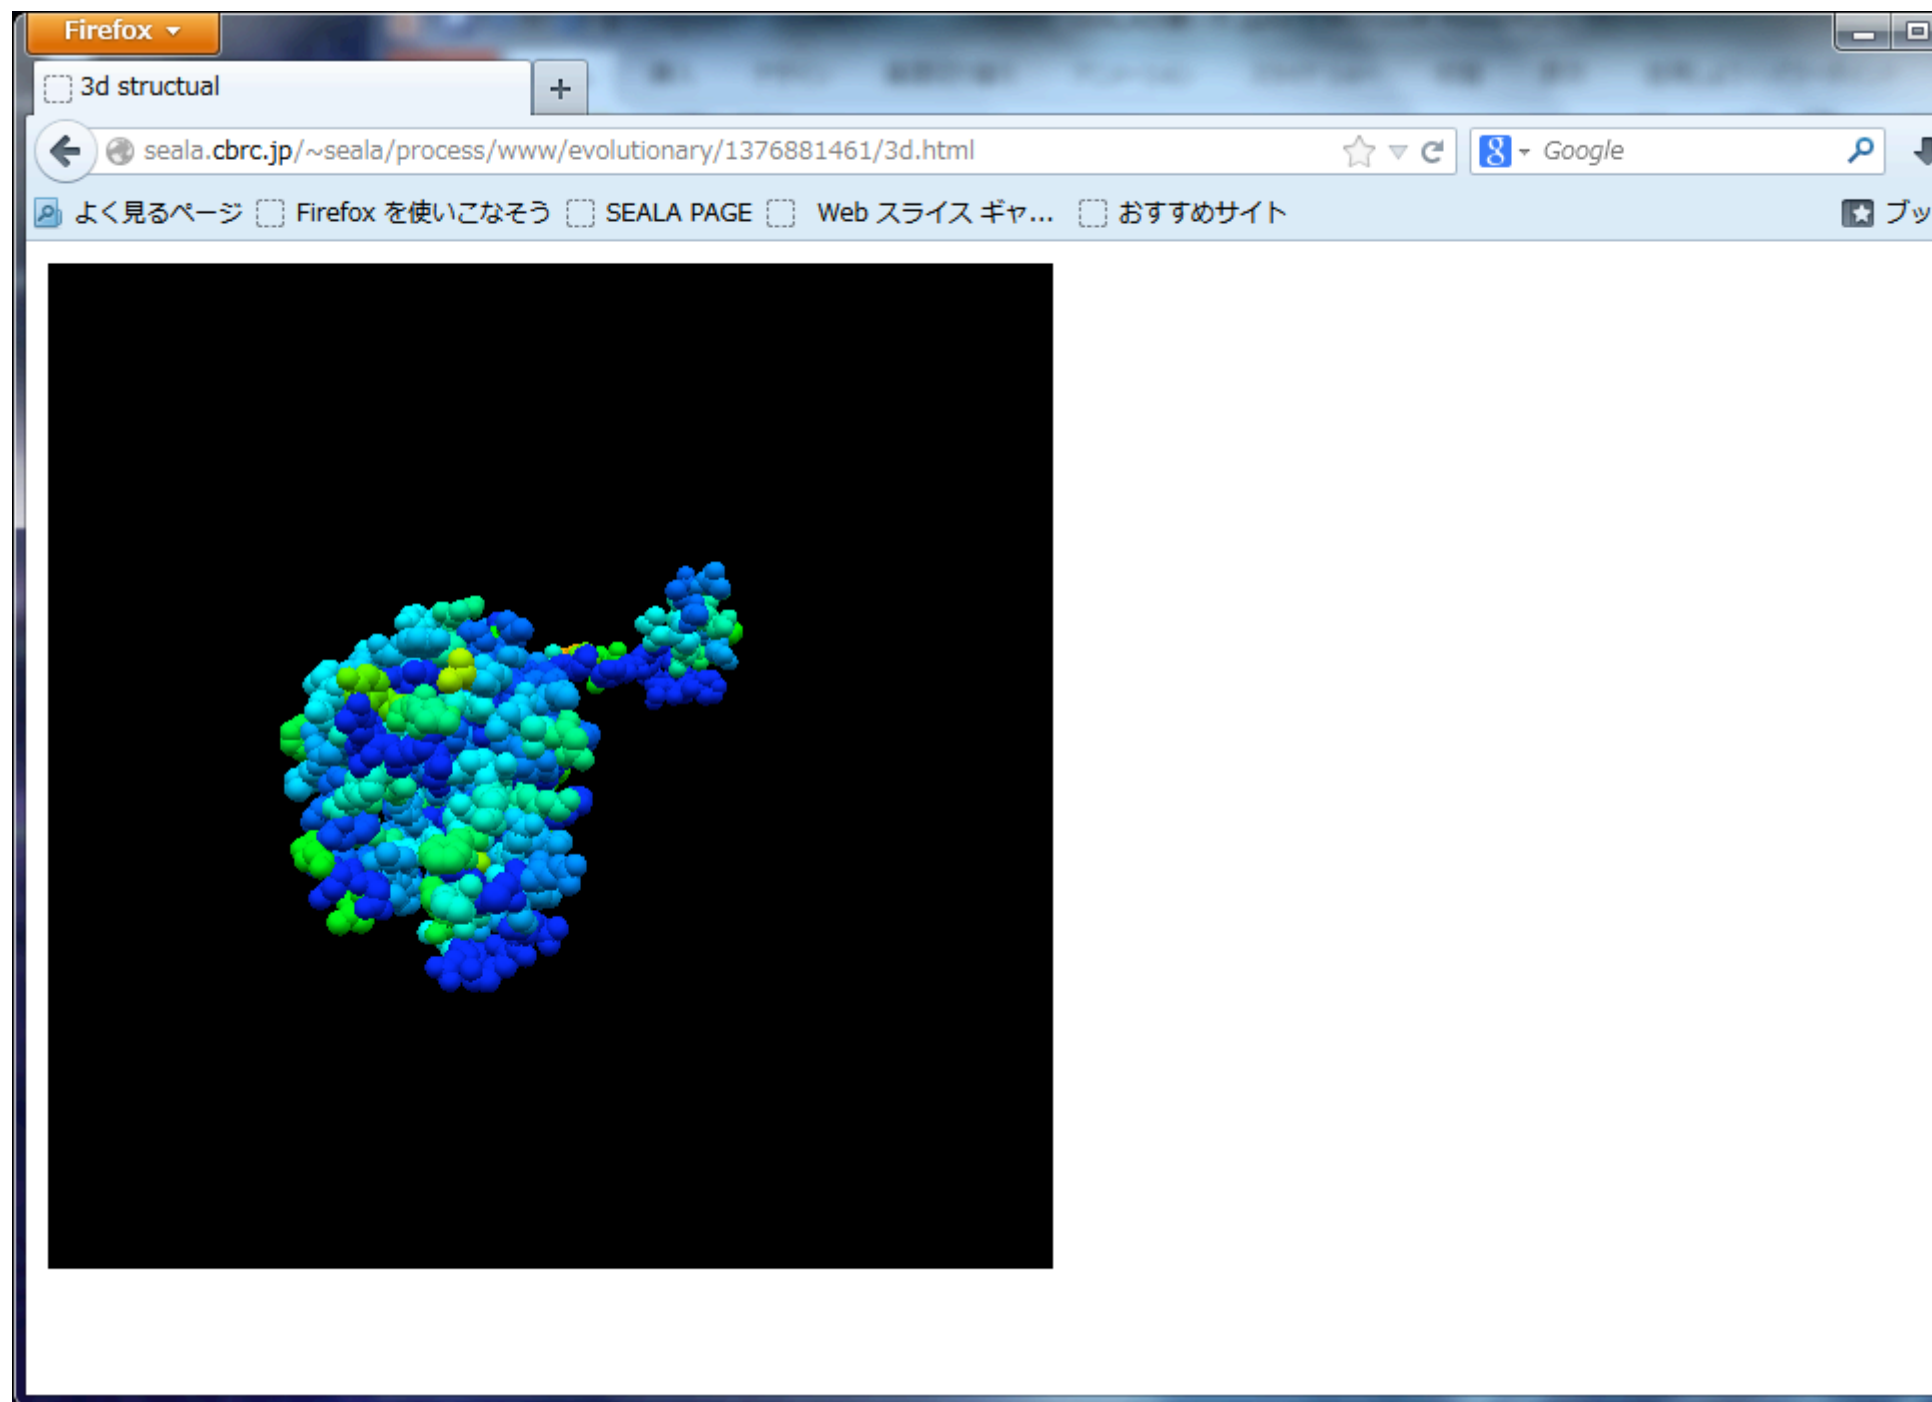 Firefox
3d structual
seala.cbrc.jp/~seala/process/www/evolutionary/1376881461/3d.html
Google
よく見るページ Firefox を使いこなそう SEALA PAGE Web スライス ギャ... おすすめサイト ブッ